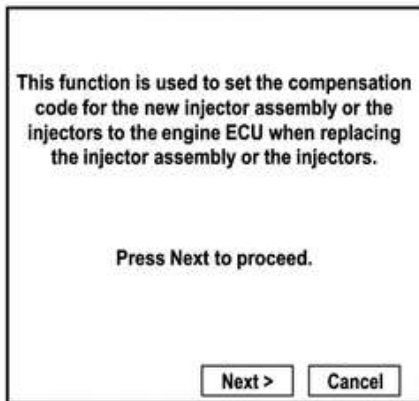 This function is used to set the compensation
code for the new injector assembly or the
injectors to the engine ECU when replacing
the injector assembly or the injectors.
Press Next to proceed.
Next >
Cancel